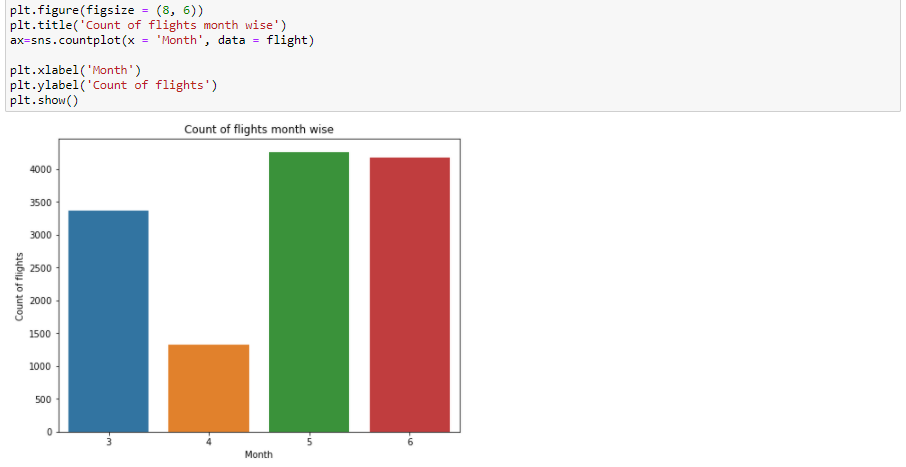 plt.figure(figsize = (8, 6))
plt.title('Count of flights month wise')
ax=sns.countplot(x = 'Month', data = flight)
plt.xlabel('Month')
plt.ylabel('Count of flights')
plt.show()
Count of flights month wise
4000
3500
3000
2500
2000
1500
1000
500
0
Count of flights
3 4 5 6
Month